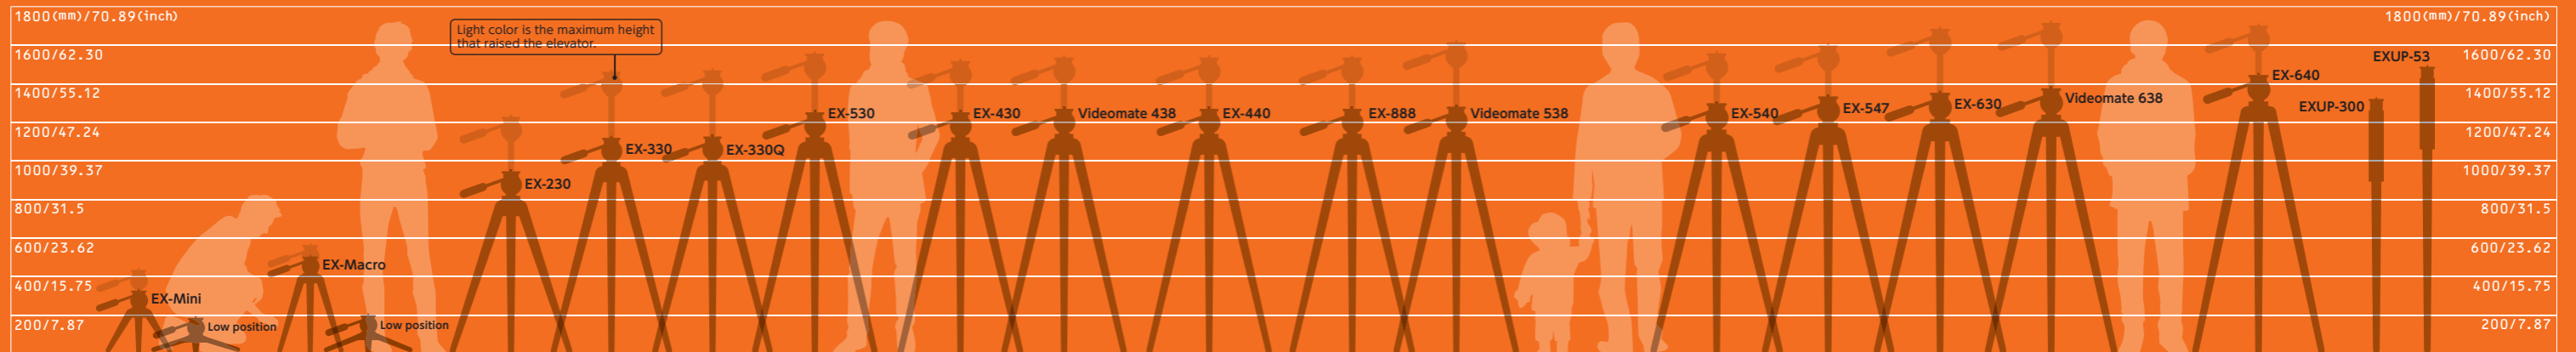 1800(mm)/70.89(inch)
1600/62.30
1400/55.12
1200/47.24
1000/39.37
800/31.5
600/23.62
400/15.75
200/7.87
EX-Mini
Low position
EX-Macro
Low position
Light color is the maximum height
that raised the elevator.
EX-230
EX-330
EX-330Q
EX-530
EX-430
Videomate 438
EX-440
EX-888
Videomate 538
EX-540
EX-547
EX-630
Videomate 638
EX-640
EXUP-300
EXUP-53
1800(mm)/70.89(inch)
1600/62.30
1400/55.12
1200/47.24
1000/39.37
800/31.5
600/23.62
400/15.75
200/7.87